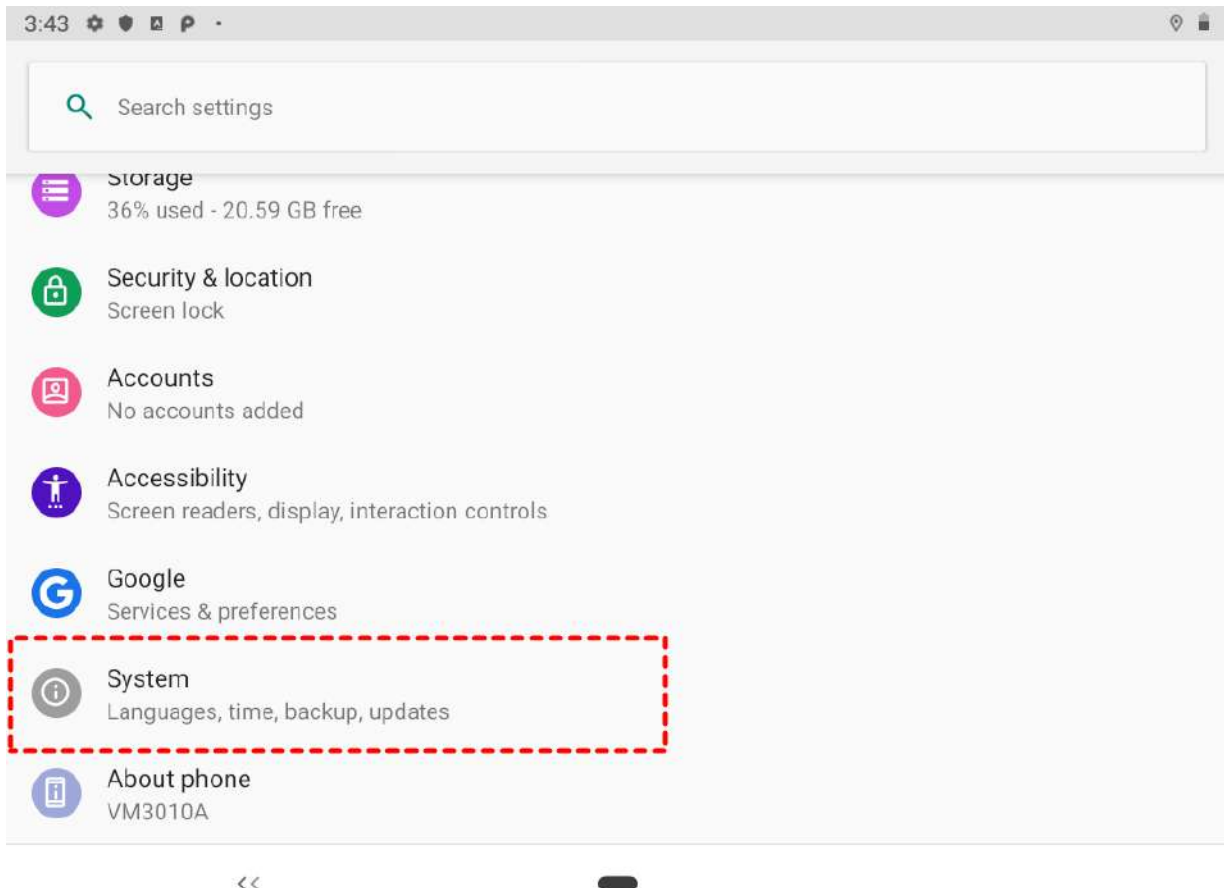 3:43
Search settings
Storage
36% used - 20.59 GB free
Security & location
Screen lock
Accounts
No accounts added
Accessibility
Screen readers, display, interaction controls
Google
Services & preferences
System
Languages, time, backup, updates
About phone
VM3010A